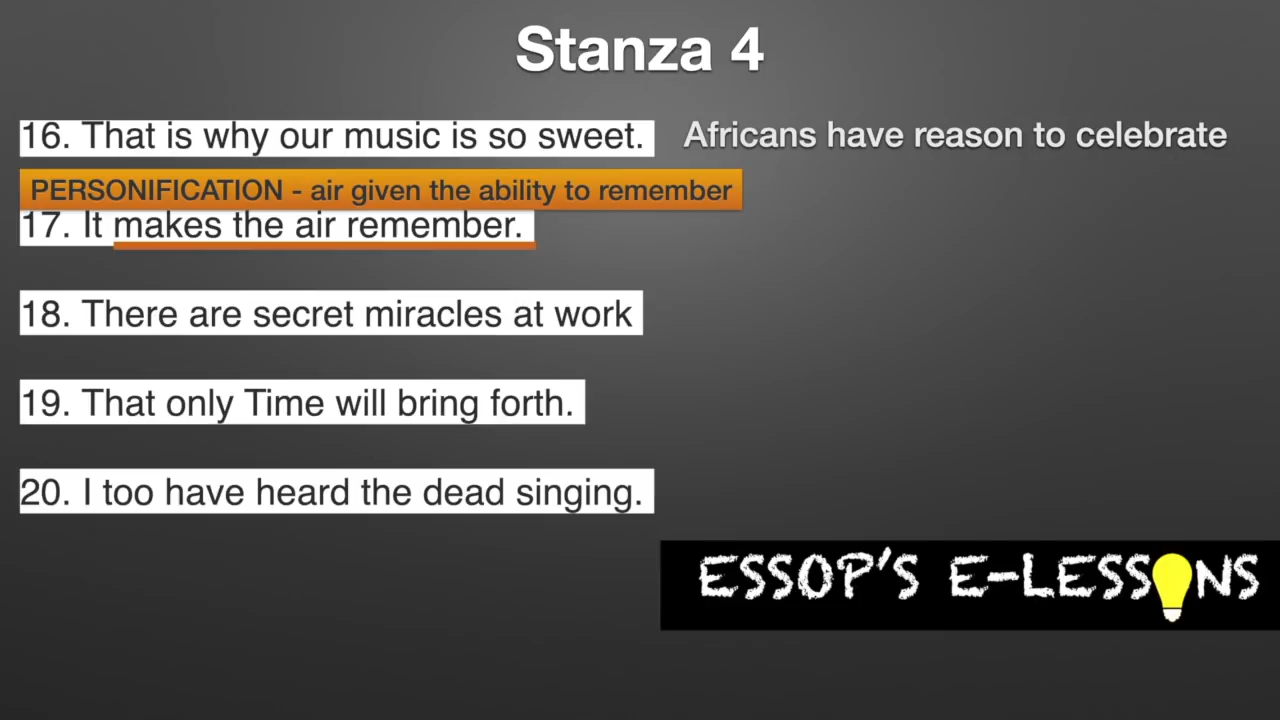 Stanza 4
16. That is why our music is so sweet. Africans have reason to celebrate
PERSONIFICATION - air given the ability to remember
17. It makes the air remember.
18. There are secret miracles at work
19. That only Time will bring forth.
20. I too have heard the dead singing.
ESSOP'S E-LESSONS